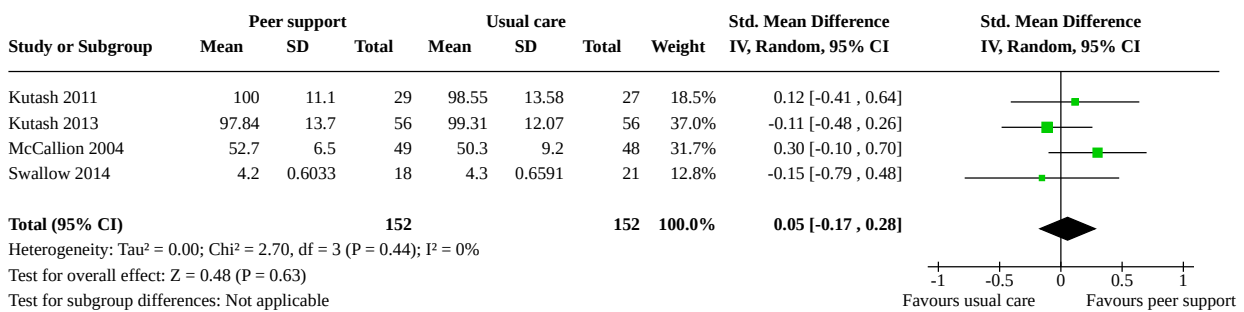 Peer support Usual care Std. Mean Difference Std. Mean Difference
Study or Subgroup Mean SD Total Mean SD Total Weight IV, Random, 95% CI IV, Random, 95% CI
Kutash 2011 100 11.1 29 98.55 13.58 27 18.5% 0.12 [-0.41 , 0.64]
Kutash 2013 97.84 13.7 56 99.31 12.07 56 37.0% -0.11 [-0.48 , 0.26]
McCallion 2004 52.7 6.5 49 50.3 9.2 48 31.7% 0.30 [-0.10 , 0.70]
Swallow 2014 4.2 0.6033 18 4.3 0.6591 21 12.8% -0.15 [-0.79 , 0.48]
Total (95% CI) 152 152 100.0% 0.05 [-0.17 , 0.28]
Heterogeneity: Tau² = 0.00; Chi² = 2.70, df = 3 (P = 0.44); I² = 0%
Test for overall effect: Z = 0.48 (P = 0.63)
-1 -0.5 0 0.5 1
Test for subgroup differences: Not applicable Favours usual care Favours peer support